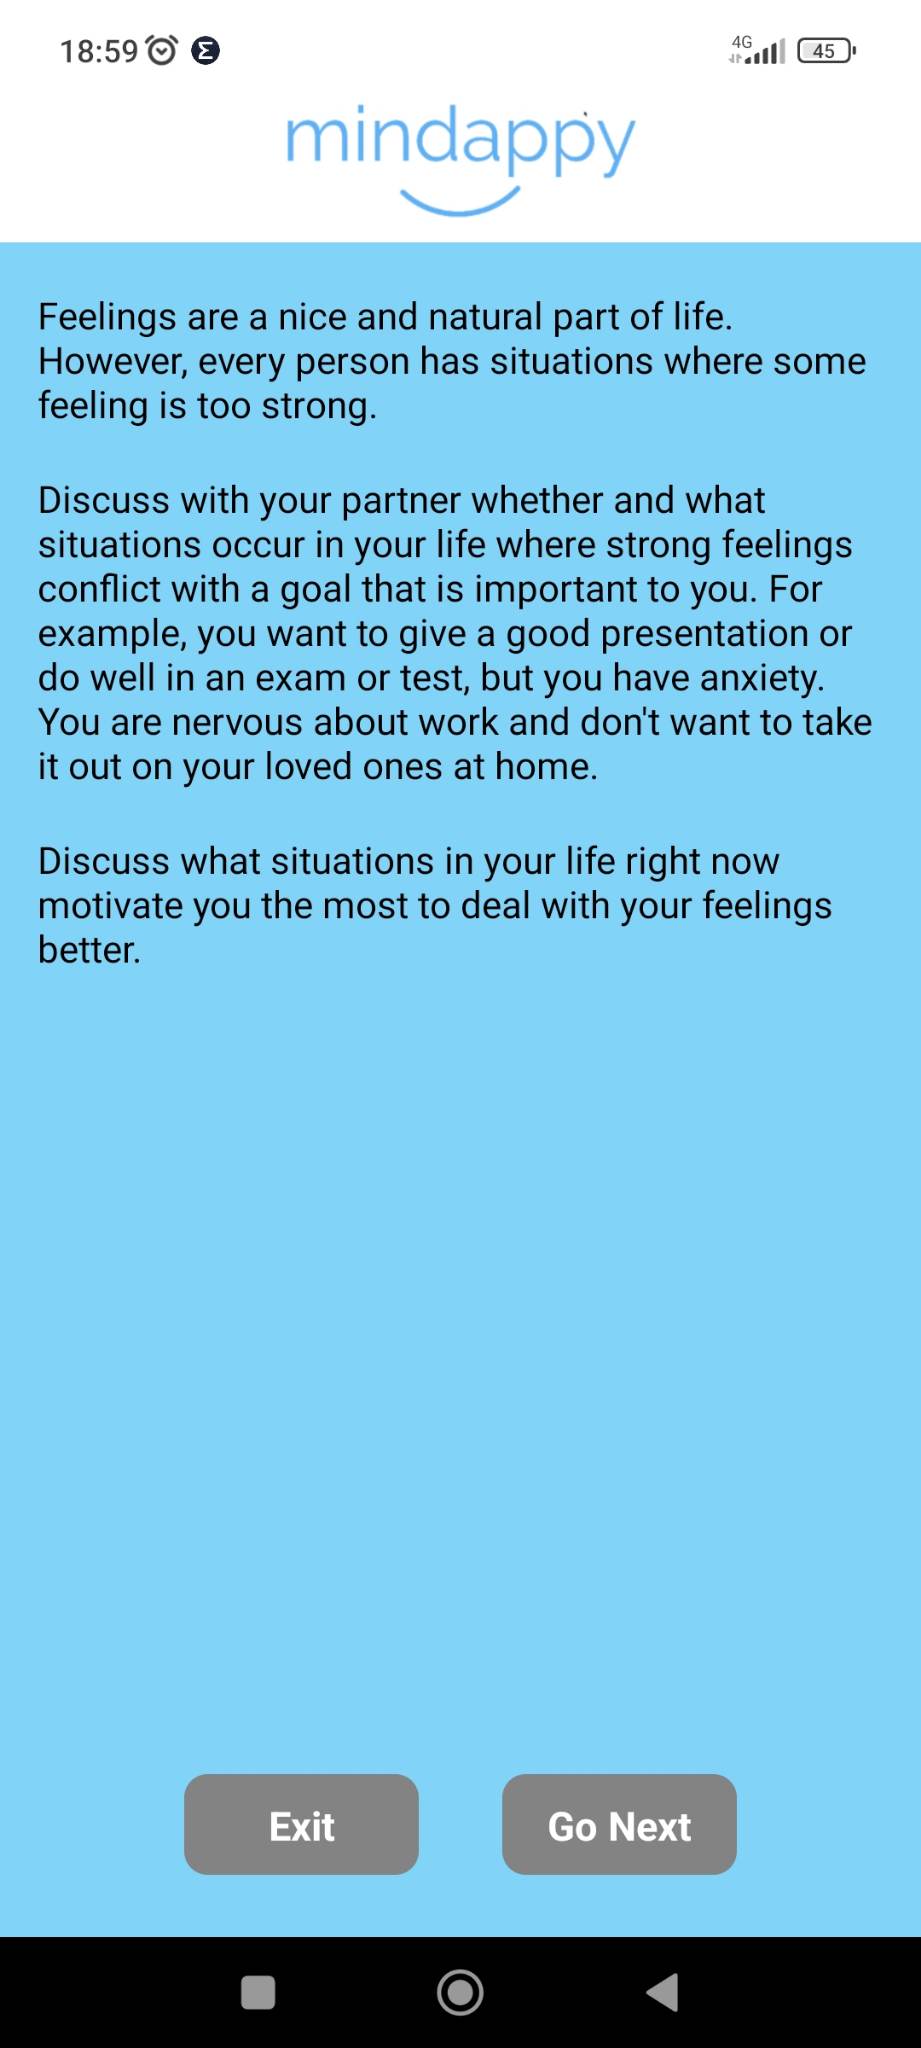 18:59
4G
45
mindappy
Feelings are a nice and natural part of life.
However, every person has situations where some
feeling is too strong.
Discuss with your partner whether and what
situations occur in your life where strong feelings
conflict with a goal that is important to you. For
example, you want to give a good presentation or
do well in an exam or test, but you have anxiety.
You are nervous about work and don't want to take
it out on your loved ones at home.
Discuss what situations in your life right now
motivate you the most to deal with your feelings
better.
Exit
Go Next